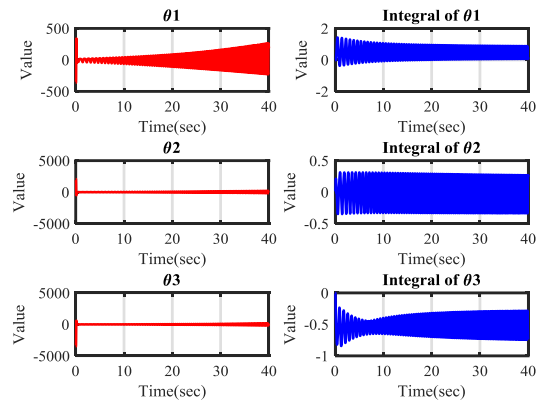 θ1
Integral of θ1
500
0
-500
Value
0 10 20 30 40
Time(sec)
2
0
-2
Value
0 10 20 30 40
Time(sec)
θ2
Integral of θ2
5000
0
-5000
Value
0 10 20 30 40
Time(sec)
0.5
0
-0.5
Value
0 10 20 30 40
Time(sec)
θ3
Integral of θ3
5000
0
-5000
Value
0 10 20 30 40
Time(sec)
0
-0.5
-1
Value
0 10 20 30 40
Time(sec)